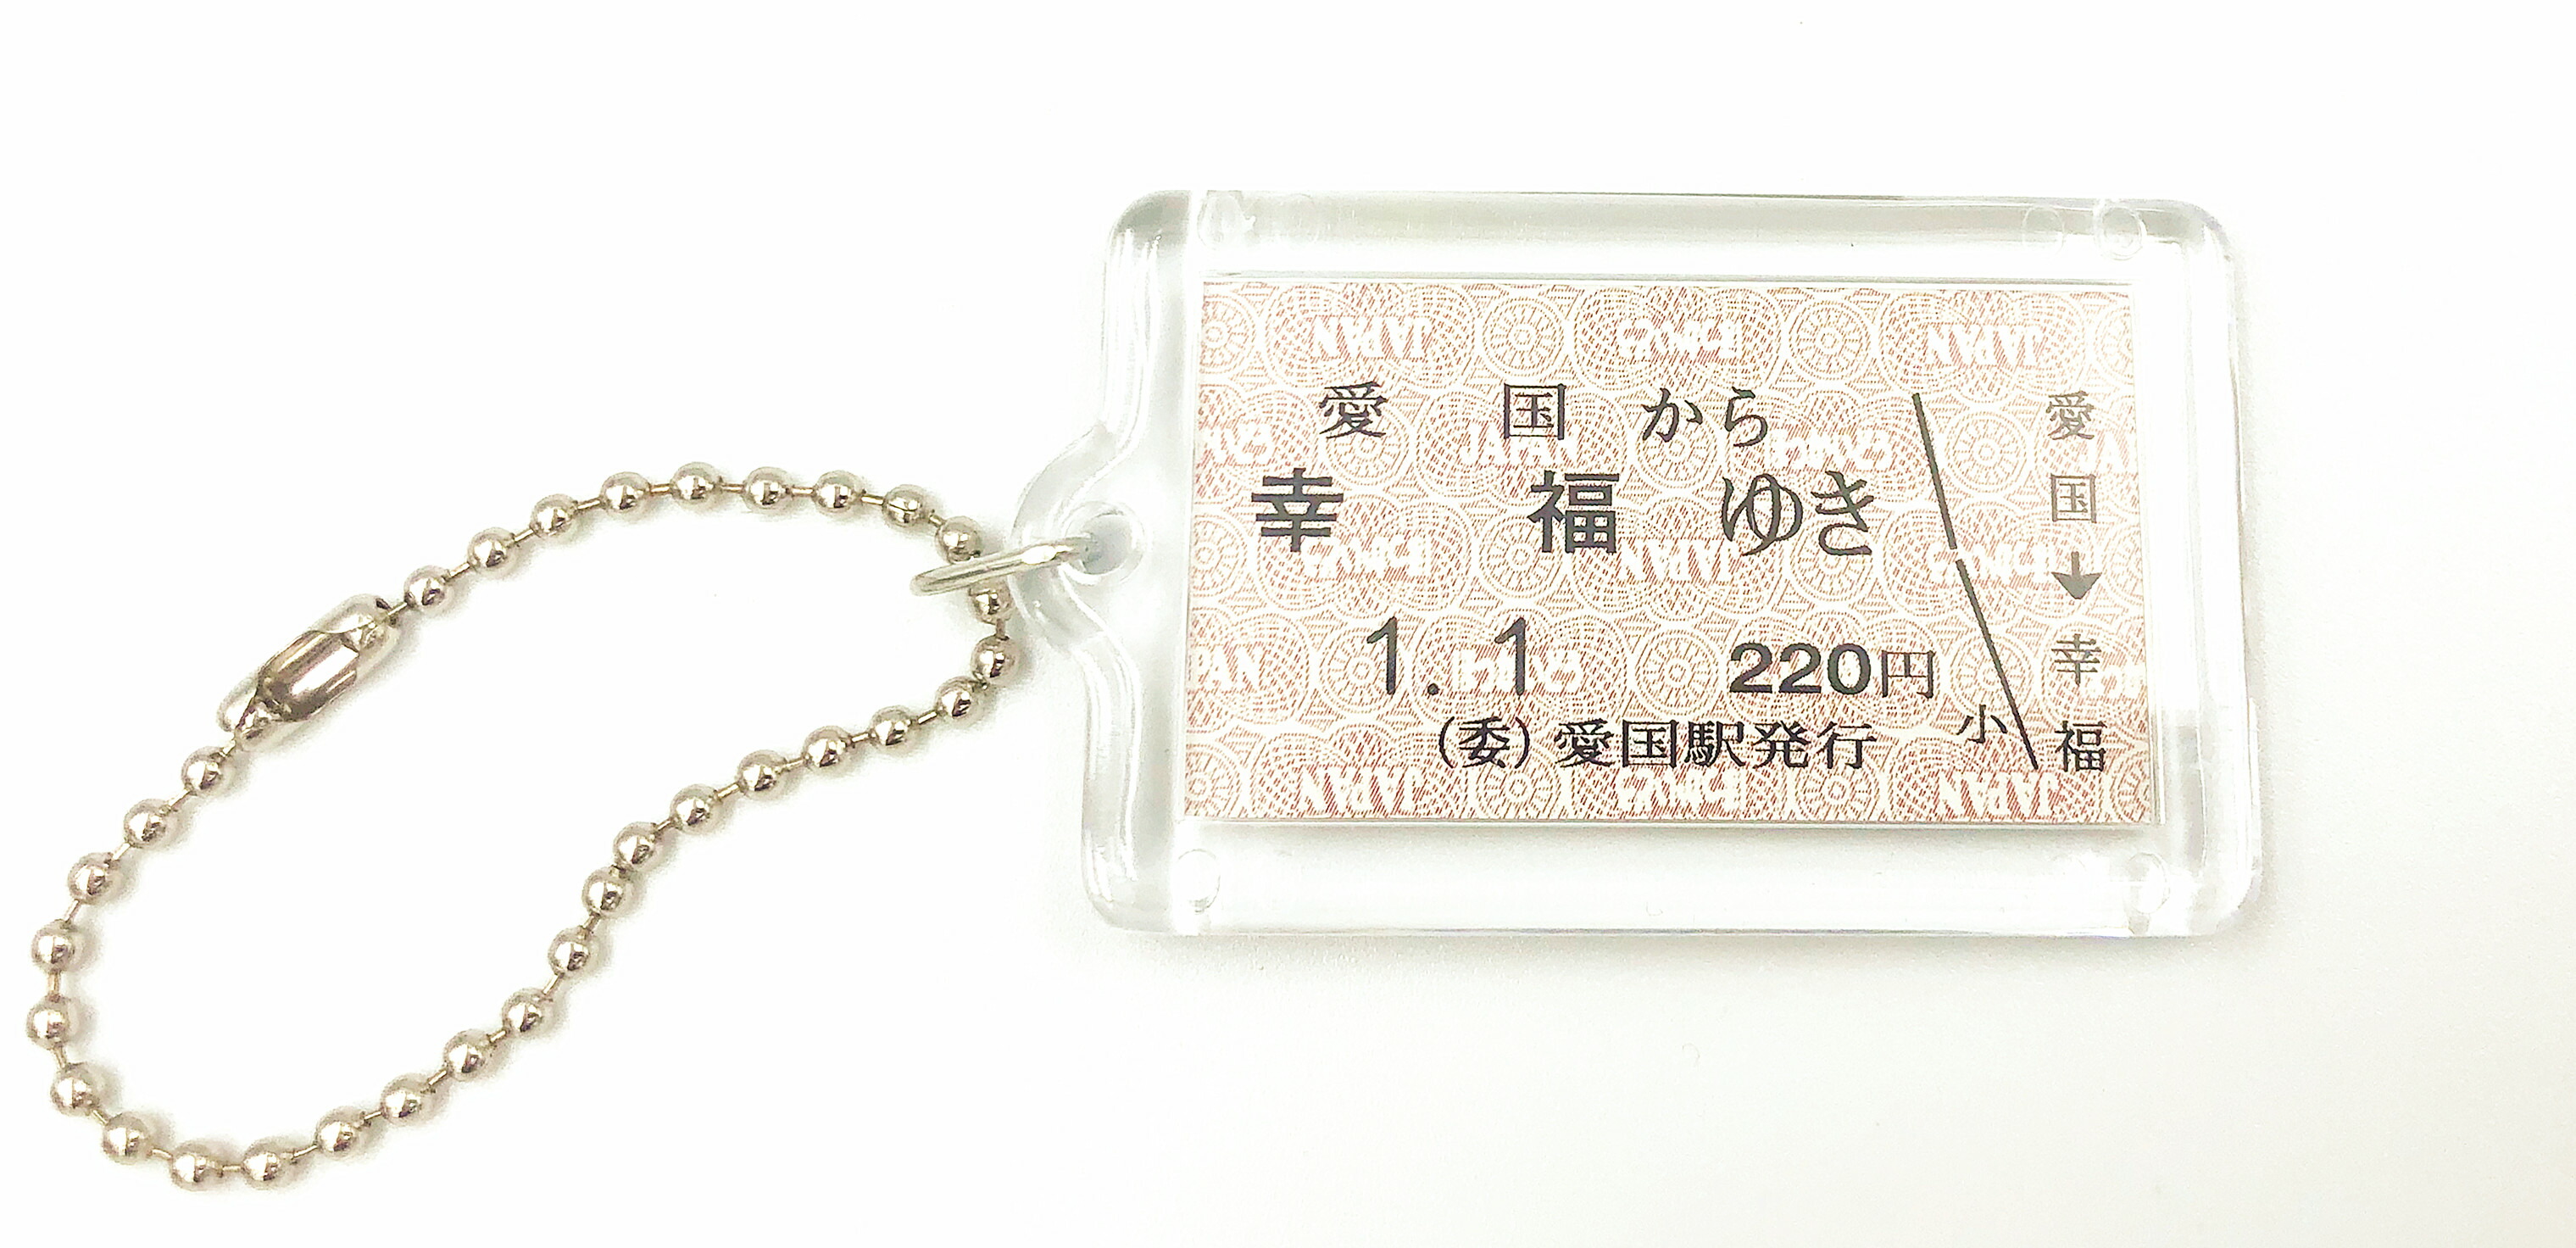 愛国から
幸福ゆき
1.1 220円
(委)愛国駅発行 小
愛国↓幸福